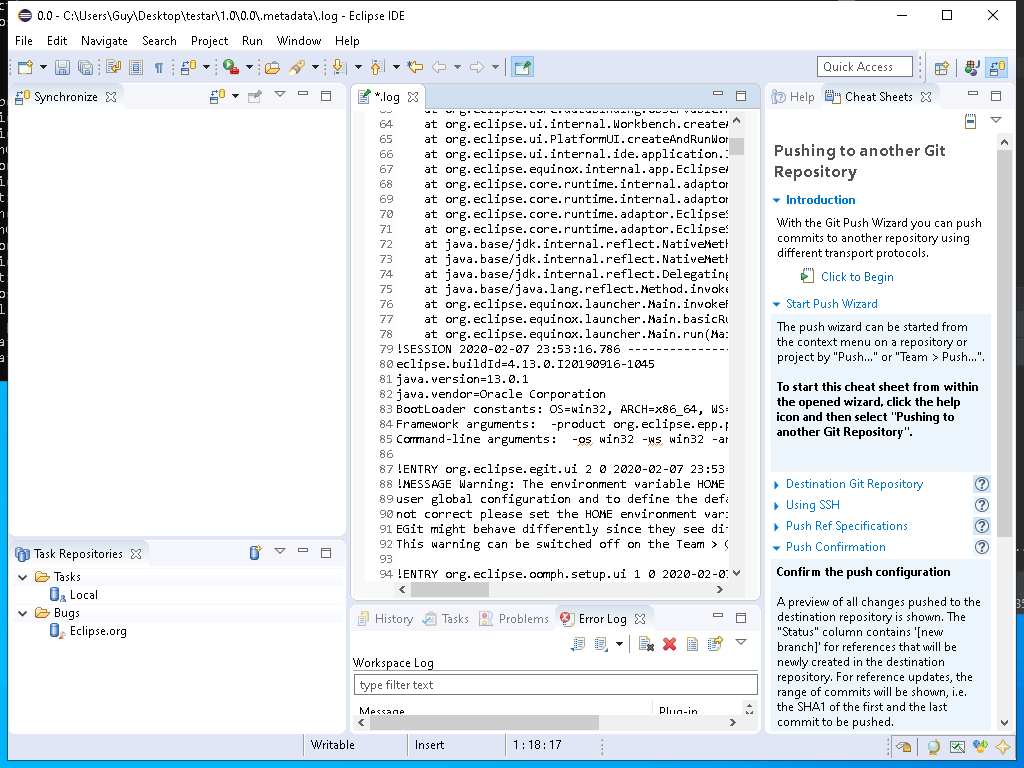 0.0 - C:\Users\Guy\Desktop\testar\1.0\0.0\.metadata\.log - Eclipse IDE
File Edit Navigate Search Project Run Window Help
Quick Access
Synchronize
*.log
64 at org.eclipse.ui.internal.Workbench.createA
65 at org.eclipse.ui.PlatformUI.createAndRunWor
66 at org.eclipse.ui.internal.ide.application.I
67 at org.eclipse.equinox.internal.app.EclipseA
68 at org.eclipse.core.runtime.internal.adaptor
69 at org.eclipse.core.runtime.internal.adaptor
70 at org.eclipse.core.runtime.adaptor.EclipseS
71 at org.eclipse.core.runtime.adaptor.EclipseS
72 at java.base/jdk.internal.reflect.NativeMeth
73 at java.base/jdk.internal.reflect.NativeMeth
74 at java.base/jdk.internal.reflect.Delegating
75 at java.base/java.lang.reflect.Method.invoke
76 at org.eclipse.equinox.launcher.Main.invokeF
77 at org.eclipse.equinox.launcher.Main.basicRu
78 at org.eclipse.equinox.launcher.Main.run(Mai
79 !SESSION 2020-02-07 23:53:16.786 --------------
80 eclipse.buildId=4.13.0.I20190916-1045
81 java.version=13.0.1
82 java.vendor=Oracle Corporation
83 BootLoader constants: OS=win32, ARCH=x86_64, WS=
84 Framework arguments:  -product org.eclipse.epp.p
85 Command-line arguments:  -os win32 -ws win32 -ar
86
87 !ENTRY org.eclipse.egit.ui 2 0 2020-02-07 23:53
88 !MESSAGE Warning: The environment variable HOME
89 user global configuration and to define the defa
90 not correct please set the HOME environment vari
91 EGit might behave differently since they see dif
92 This warning can be switched off on the Team >
93
94 !ENTRY org.eclipse.oomph.setup.ui 1 0 2020-02-07
Help
Cheat Sheets
Pushing to another Git
Repository
Introduction
With the Git Push Wizard you can push
commits to another repository using
different transport protocols.
Click to Begin
Start Push Wizard
The push wizard can be started from
the context menu on a repository or
project by "Push..." or "Team > Push...".
To start this cheat sheet from within
the opened wizard, click the help
icon and then select "Pushing to
another Git Repository".
Destination Git Repository
Using SSH
Push Ref Specifications
Push Confirmation
Confirm the push configuration
A preview of all changes pushed to the
destination repository is shown. The
"Status" column contains '[new
branch]' for references that will be
newly created in the destination
repository. For reference updates, the
range of commits will be shown, i.e.
the SHA1 of the first and the last
commit to be pushed.
Task Repositories
Tasks
Local
Bugs
Eclipse.org
History Tasks Problems Error Log
Workspace Log
type filter text
Message Plug-in
Writable Insert 1 : 18 : 17